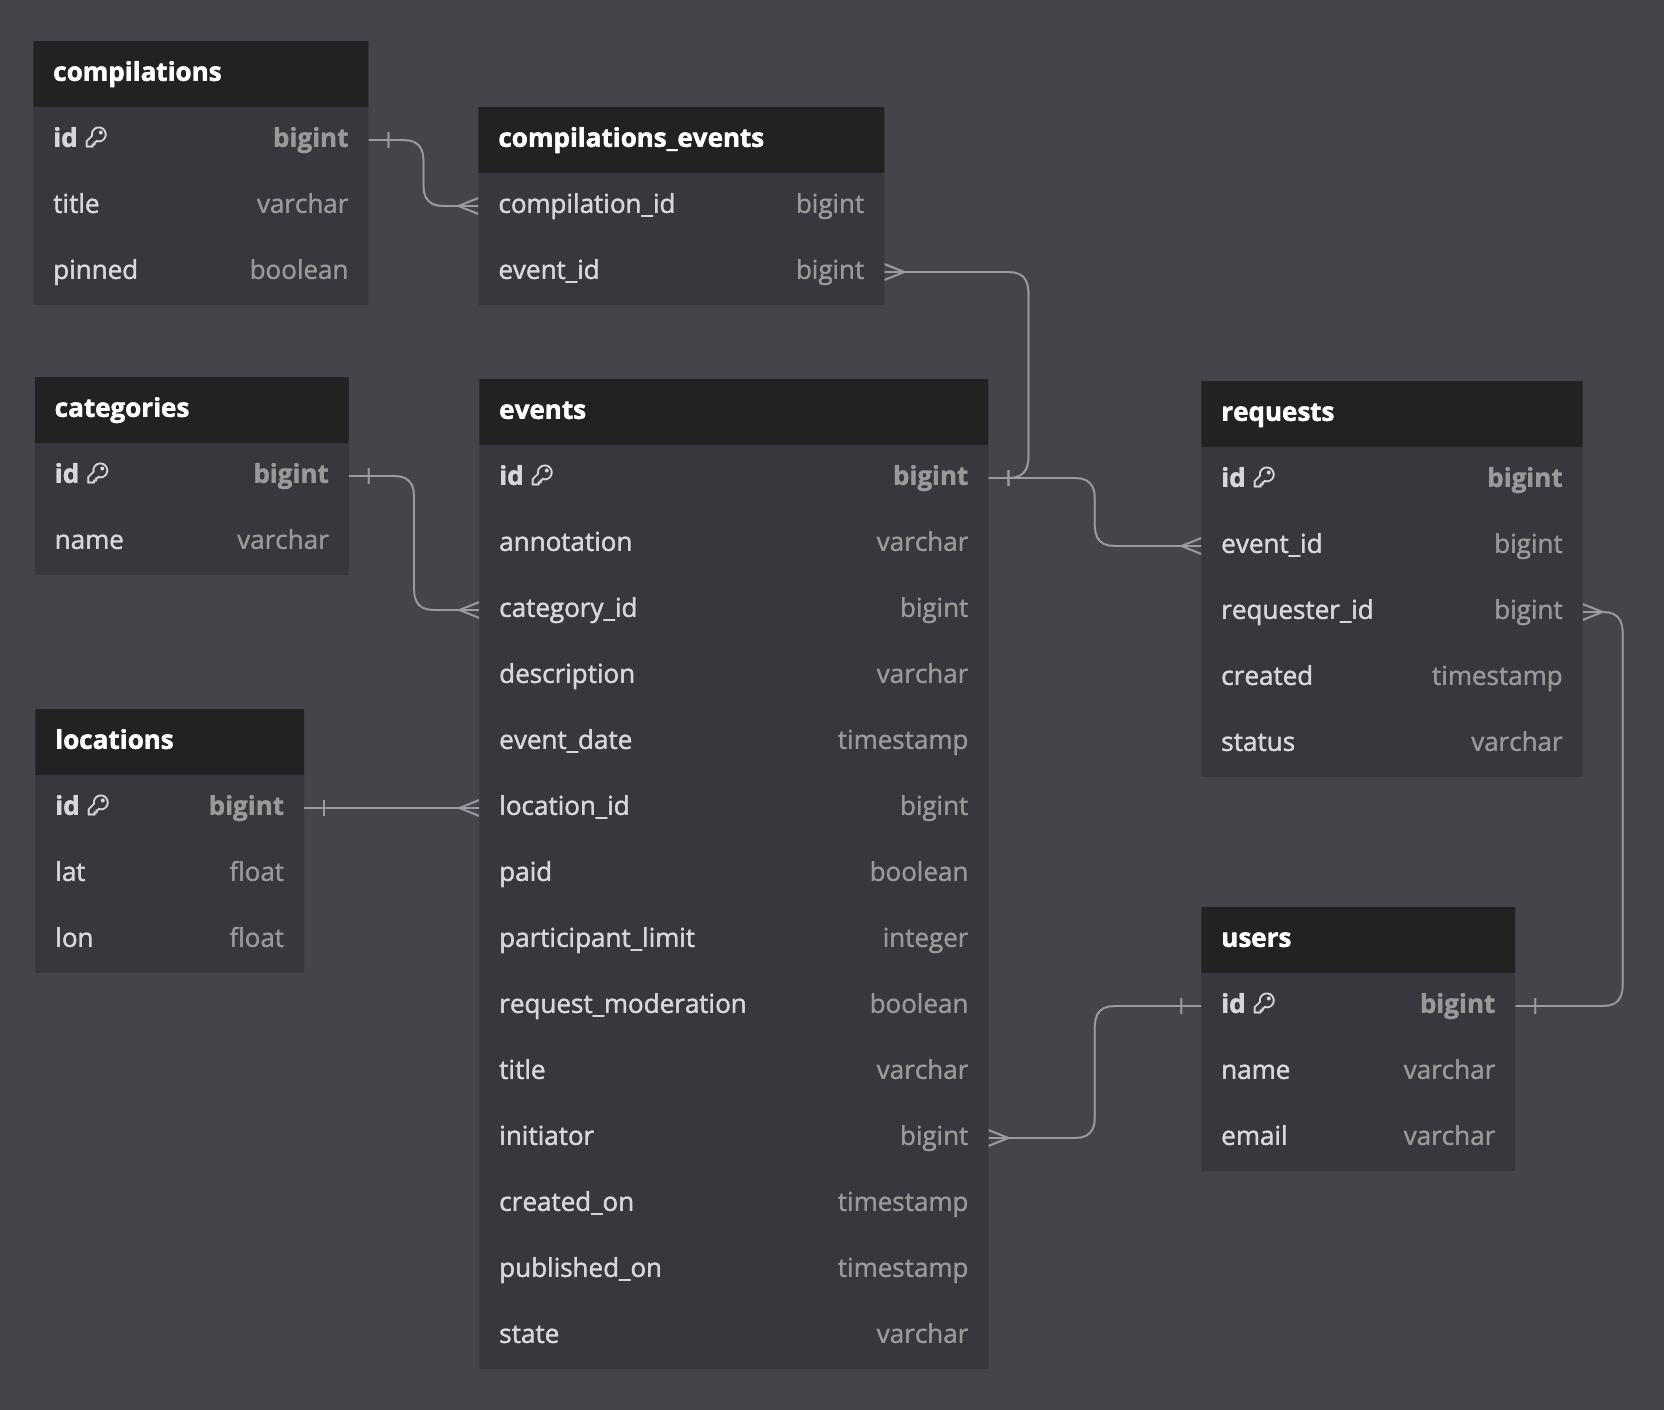 compilations
id bigint
title varchar
pinned boolean
compilations_events
compilation_id bigint
event_id bigint
categories
id bigint
name varchar
events
id bigint
annotation varchar
category_id bigint
description varchar
event_date timestamp
location_id bigint
paid boolean
participant_limit integer
request_moderation boolean
title varchar
initiator bigint
created_on timestamp
published_on timestamp
state varchar
requests
id bigint
event_id bigint
requester_id bigint
created timestamp
status varchar
locations
id bigint
lat float
lon float
users
id bigint
name varchar
email varchar